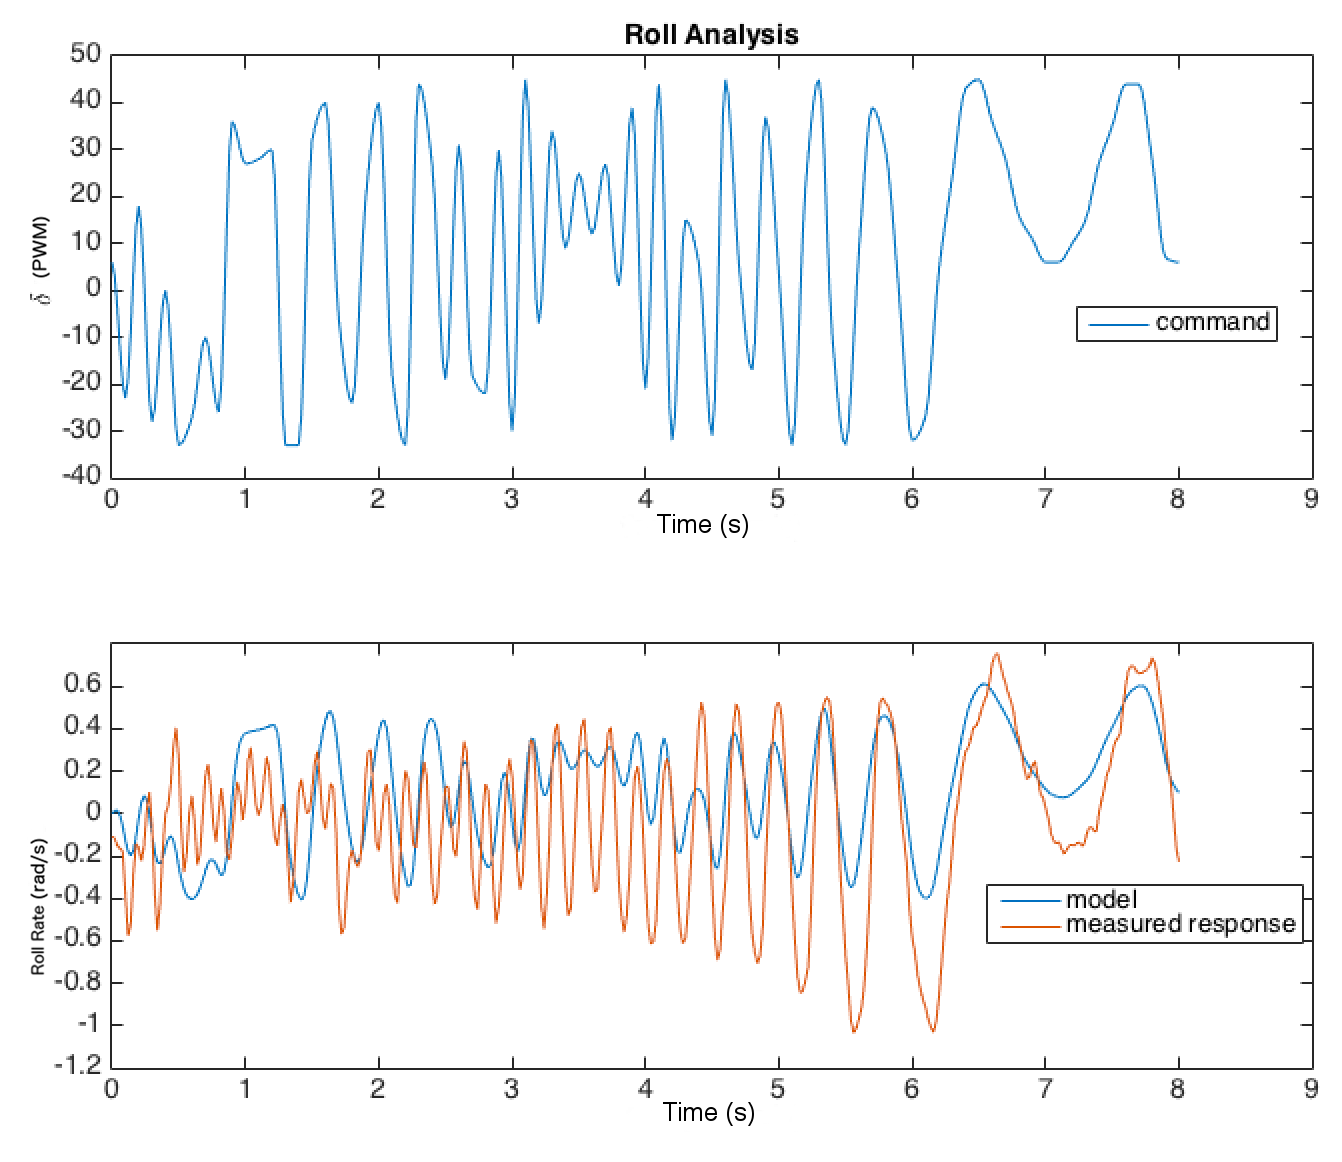 Roll Analysis
50
40
30
20
10
0
-10
-20
-30
-40
δ (PWM)
command
0 1 2 3 4 5 6 7 8 9
Time (s)
0.6
0.4
0.2
0
-0.2
-0.4
-0.6
-0.8
-1
-1.2
Roll Rate (rad/s)
model
measured response
0 1 2 3 4 5 6 7 8 9
Time (s)